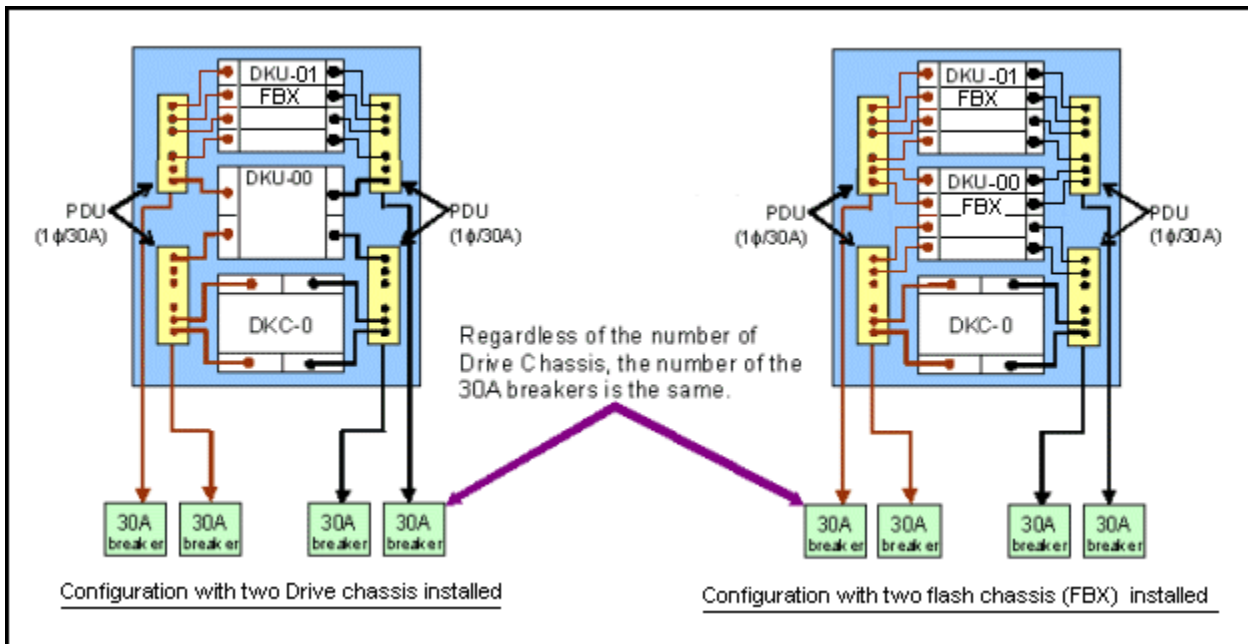 DKU-01
FBX
DKU-00
PDU
(1ϕ/30A)
PDU
(1ϕ/30A)
DKC-0
30A
breaker
30A
breaker
30A
breaker
30A
breaker
Configuration with two Drive chassis installed
Regardless of the number of
Drive Chassis, the number of the
30A breakers is the same.
DKU-01
FBX
DKU-00
FBX
PDU
(1ϕ/30A)
PDU
(1ϕ/30A)
DKC-0
30A
breaker
30A
breaker
30A
breaker
30A
breaker
Configuration with two flash chassis (FBX) installed